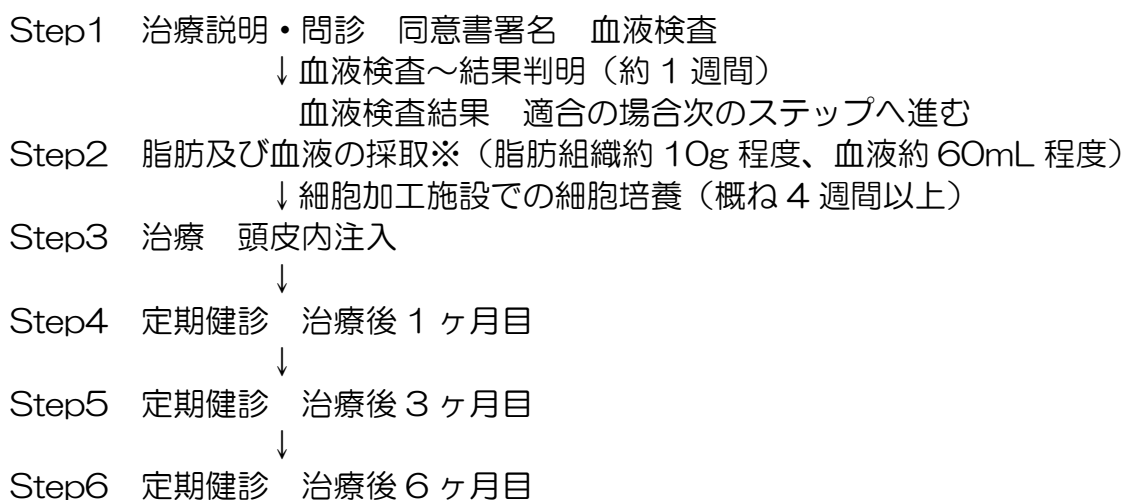 Step1 治療説明・問診 同意書署名 血液検査
↓血液検査～結果判明（約1週間）
血液検査結果 適合の場合次のステップへ進む
Step2 脂肪及び血液の採取※（脂肪組織約10g程度、血液約60mL程度）
↓細胞加工施設での細胞培養（概ね4週間以上）
Step3 治療 頭皮内注入
↓
Step4 定期健診 治療後1ヶ月目
↓
Step5 定期健診 治療後3ヶ月目
↓
Step6 定期健診 治療後6ヶ月目